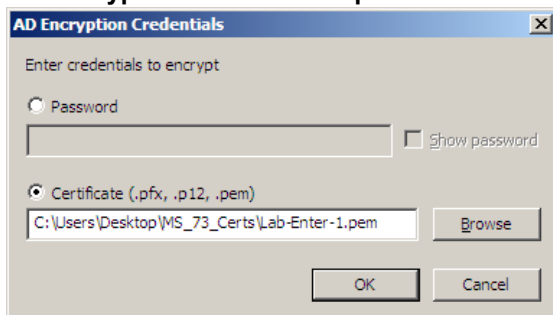 AD Encryption Credentials
Enter credentials to encrypt
Password
Show password
Certificate (.pfx, .p12, .pem)
C:\Users\Desktop\MS_73_Certs\Lab-Enter-1.pem
Browse
OK
Cancel